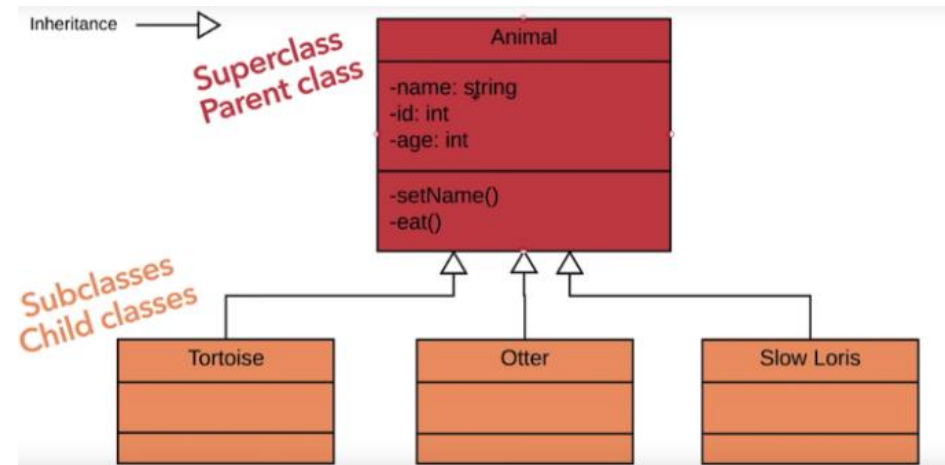 Inheritance
Superclass
Parent class
Animal
-name: string
-id: int
-age: int
-setName()
-eat()
Subclasses
Child classes
Tortoise
Otter
Slow Loris